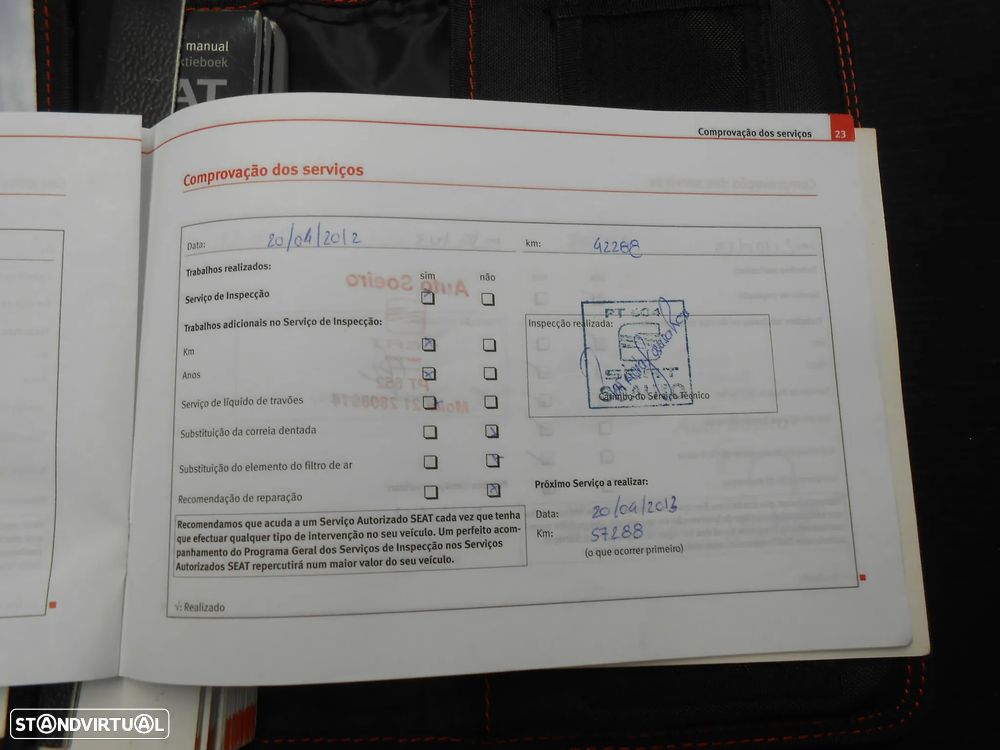 manual
ktieboek
AT
Comprovação dos serviços 23
Comprovação dos serviços
Data: 20/04/2012 km: 42288
Trabalhos realizados:
sim não
Serviço de Inspecção
Trabalhos adicionais no Serviço de Inspecção:
Inspecção realizada:
Km
Anos
Serviço de líquido de travões
Substituição da correia dentada
Substituição do elemento do filtro de ar
Recomendação de reparação
PT 604
SEAT
Carimbo do Serviço Técnico
Próximo Serviço a realizar:
Data: 20/04/2013
Km: 57288
(o que ocorrer primeiro)
Recomendamos que acuda a um Serviço Autorizado SEAT cada vez que tenha
que efectuar qualquer tipo de intervenção no seu veículo. Um perfeito acom-
panhamento do Programa Geral dos Serviços de Inspecção nos Serviços
Autorizados SEAT repercutirá num maior valor do seu veículo.
√: Realizado
STANDVIRTUAL